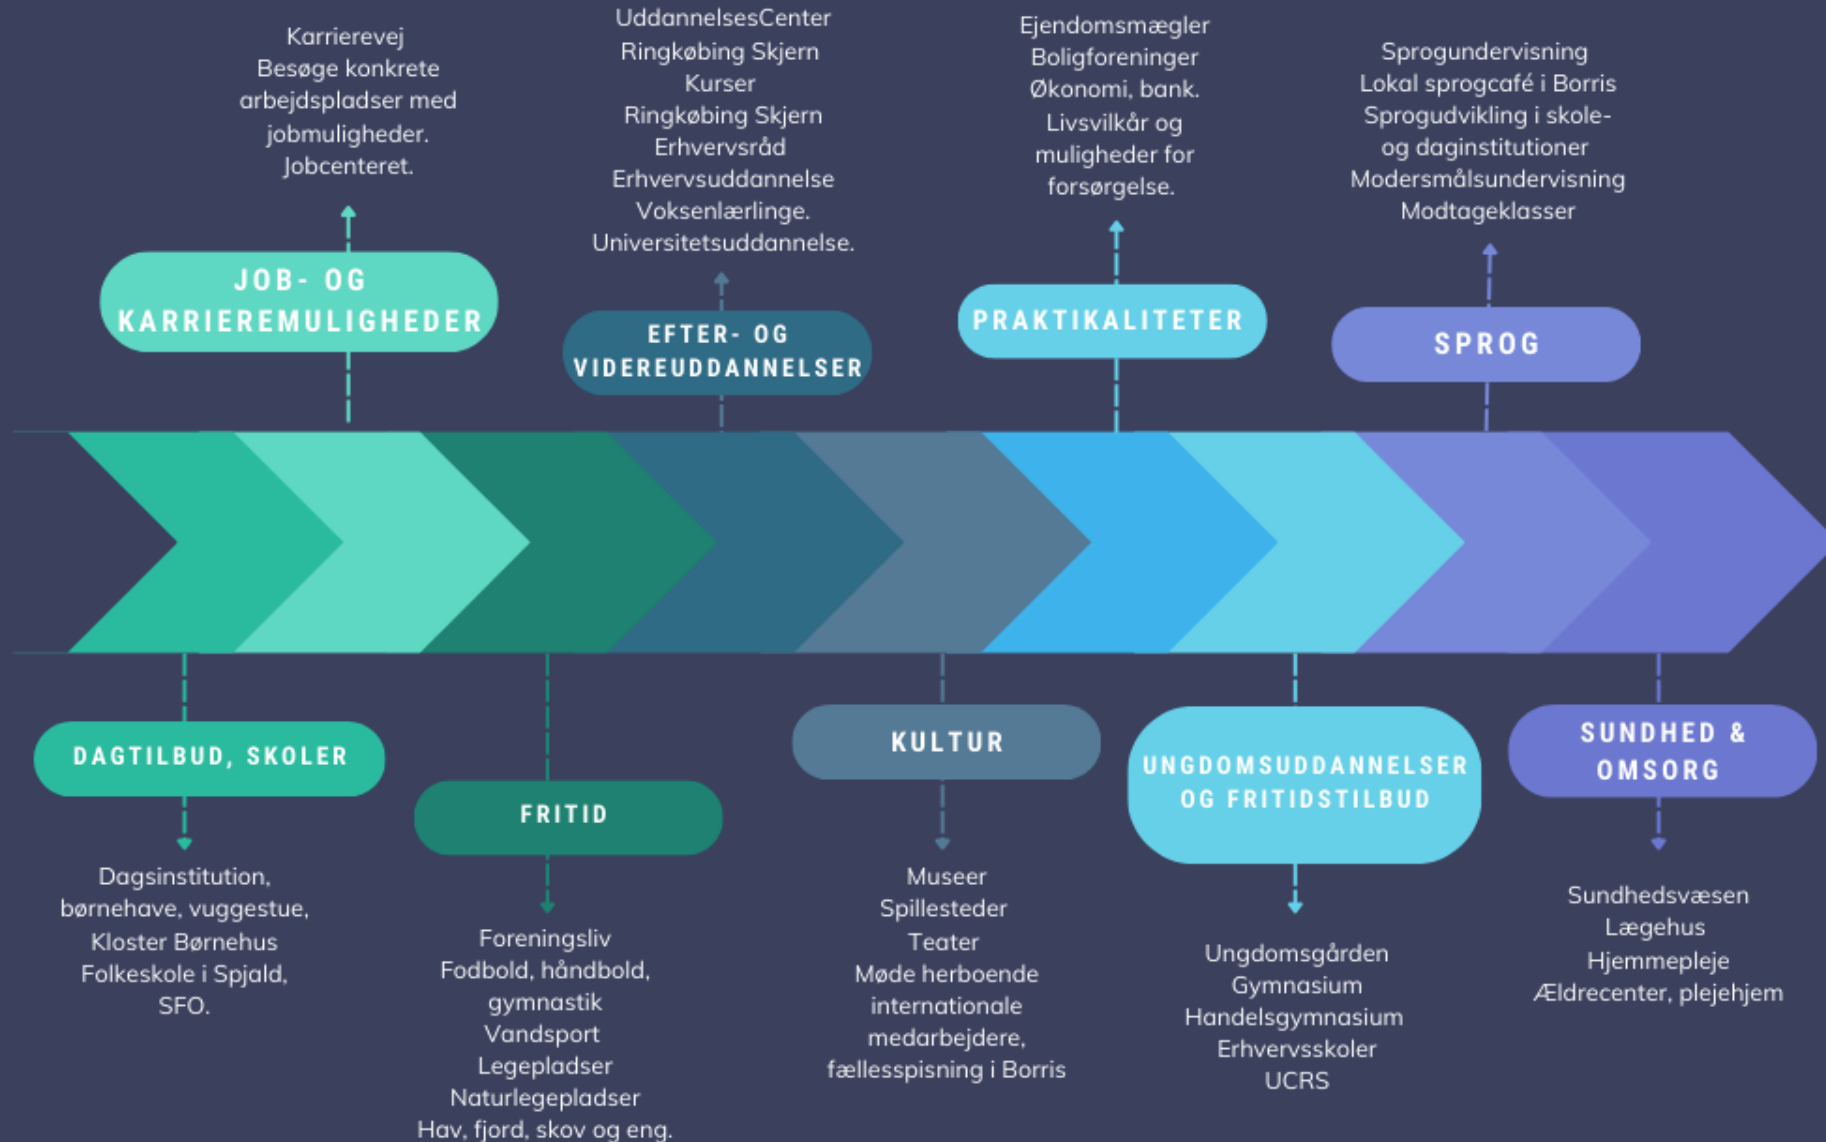 Karrierevej
Besøge konkrete
arbejdspladser med
jobmuligheder.
Jobcenteret.
JOB- OG
KARRIEREMULIGHEDER
UddannelsesCenter
Ringkøbing Skjern
Kurser
Ringkøbing Skjern
Erhvervsråd
Erhvervsuddannelse
Voksenlærlinge.
Universitetsuddannelse.
EFTER- OG
VIDEREUDDANNELSER
Ejendomsmægler
Boligforeninger
Økonomi, bank.
Livsvilkår og
muligheder for
forsørgelse.
PRAKTIKALITETER
Sprogundervisning
Lokal sprogcafé i Borris
Sprogudvikling i skole-
og daginstitutioner
Modersmålsundervisning
Modtageklasser
SPROG
DAGTILBUD, SKOLER
Dagsinstitution,
børnehave, vuggestue,
Kloster Børnehus
Folkeskole i Spjald,
SFO.
FRITID
Foreningsliv
Fodbold, håndbold,
gymnastik
Vandsport
Legepladser
Naturlegepladser
Hav, fjord, skov og eng.
KULTUR
Museer
Spillesteder
Teater
Møde herboende
internationale
medarbejdere,
fællesspisning i Borris
UNGDOMSUDDANNELSER
OG FRITIDSTILBUD
Ungdomsgården
Gymnasium
Handelsgymnasium
Erhvervsskoler
UCRS
SUNDHED &
OMSORG
Sundhedsvæsen
Lægehus
Hjemmepleje
Ældrecenter, plejehjem